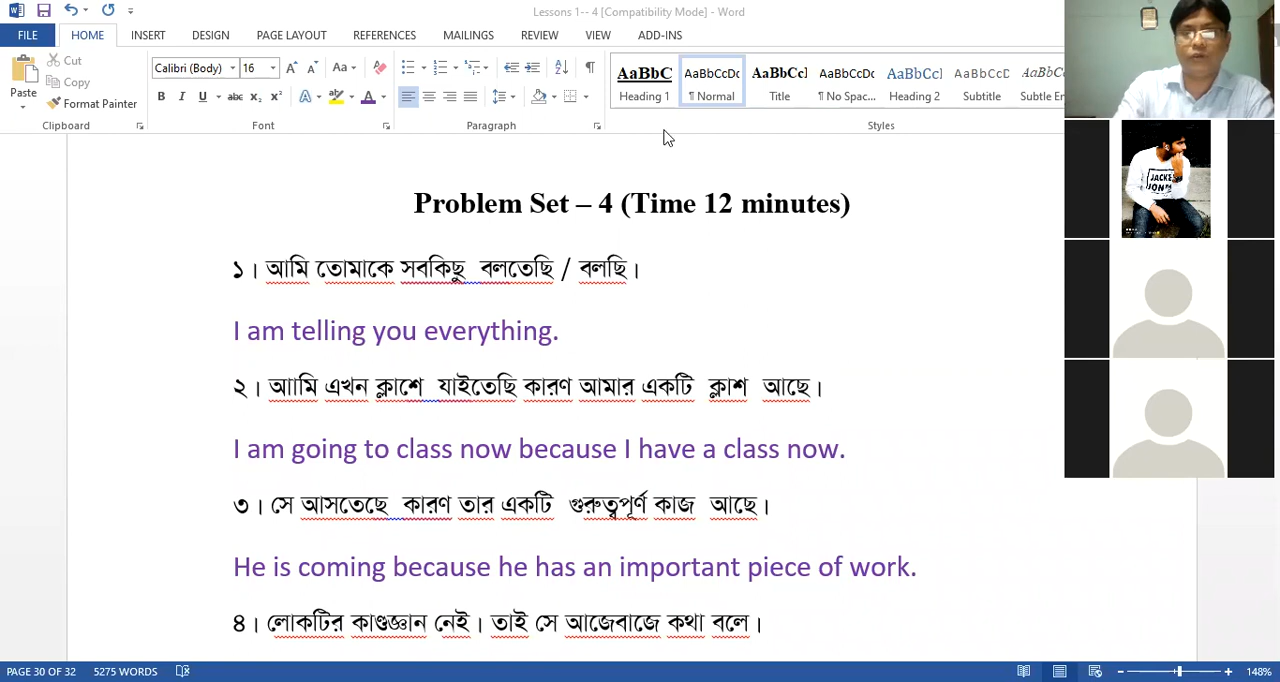 Lessons 1-- 4 [Compatibility Mode] - Word
FILE HOME INSERT DESIGN PAGE LAYOUT REFERENCES MAILINGS REVIEW VIEW ADD-INS
Cut
Copy
Format Painter
Paste
Clipboard
Calibri (Body) 16
Font
Paragraph
AaBbC AaBbCcDc AaBbCcl AaBbCcDc AaBbCcl AaBbCcD AaBbC
Heading 1 ¶ Normal Title ¶ No Spac... Heading 2 Subtitle Subtle En
Styles
Problem Set – 4 (Time 12 minutes)
১। আমি তোমাকে সবকিছু বলতেছি / বলছি।
I am telling you everything.
২। আামি এখন ক্লাশে যাইতেছি কারণ আমার একটি ক্লাশ আছে।
I am going to class now because I have a class now.
৩। সে আসতেছে কারণ তার একটি গুরুত্বপূর্ণ কাজ আছে।
He is coming because he has an important piece of work.
৪। লোকটির কাণ্ডজ্ঞান নেই। তাই সে আজেবাজে কথা বলে।
JACKE
JONN
PAGE 30 OF 32 5275 WORDS 148%